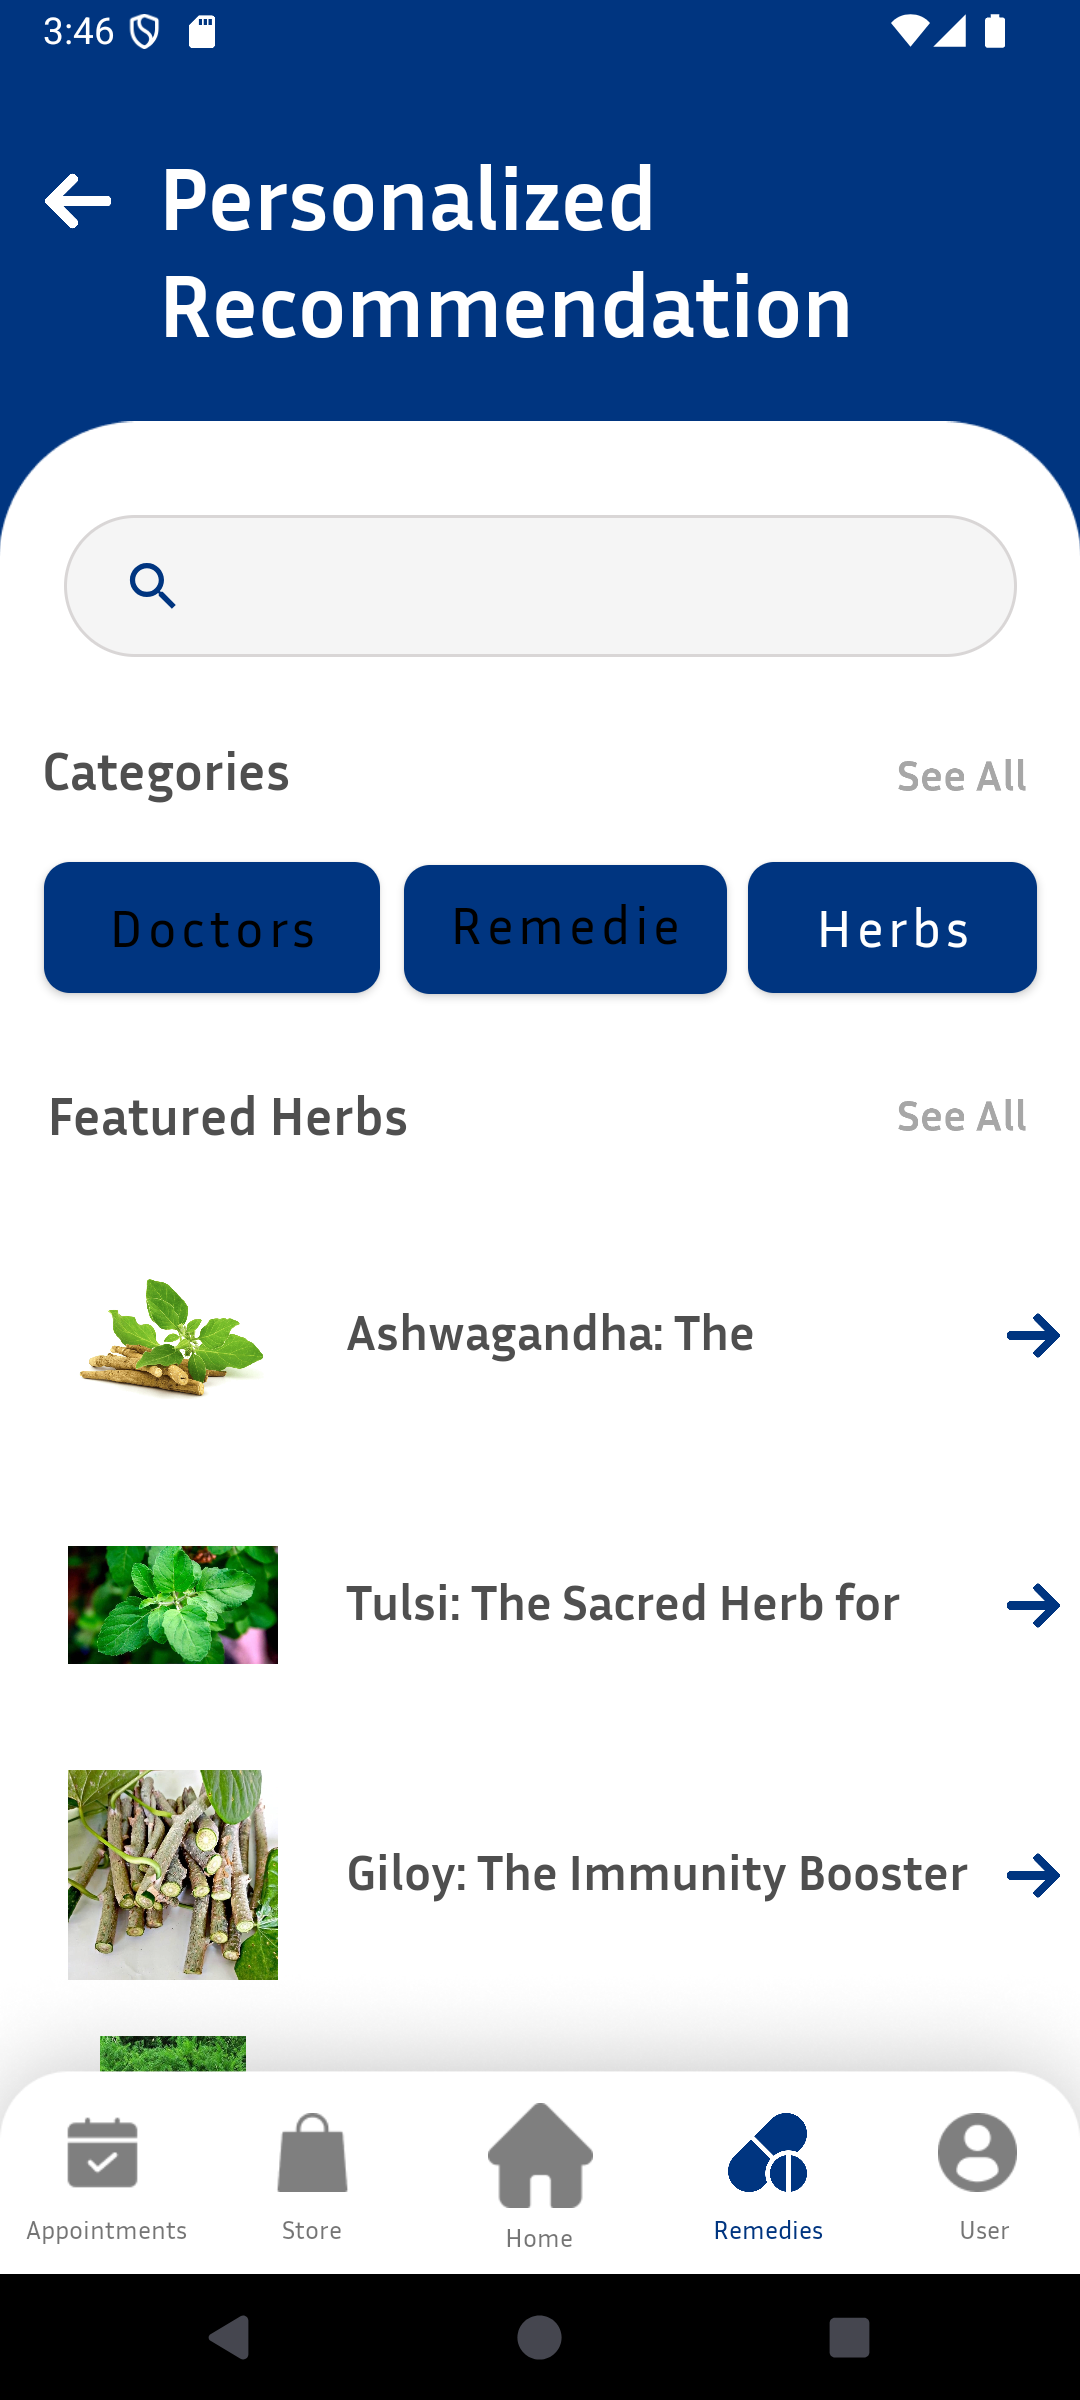 3:46
Personalized
Recommendation
Categories
See All
Doctors
Remedie
Herbs
Featured Herbs
See All
Ashwagandha: The
Tulsi: The Sacred Herb for
Giloy: The Immunity Booster
Appointments
Store
Home
Remedies
User